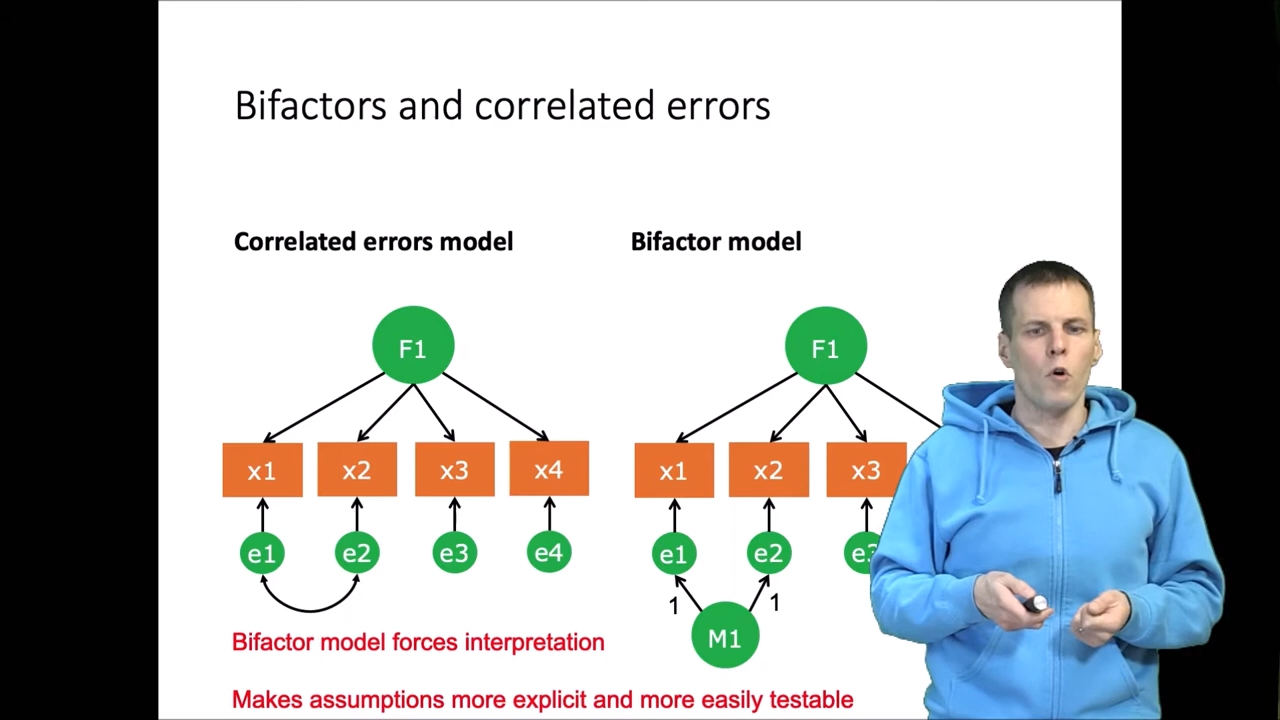 Bifactors and correlated errors
Correlated errors model
Bifactor model
F1
x1 x2 x3 x4
e1 e2 e3 e4
F1
x1 x2 x3
e1 e2 e3
1 1
M1
Bifactor model forces interpretation
Makes assumptions more explicit and more easily testable